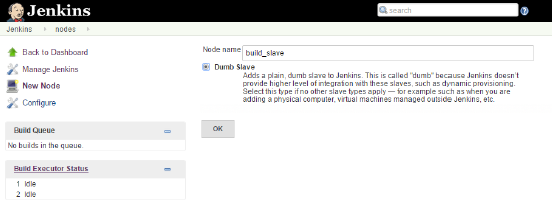 Jenkins
search
Jenkins nodes
Back to Dashboard
Manage Jenkins
New Node
Configure
Build Queue
No builds in the queue.
Build Executor Status
1 Idle
2 Idle
Node name build_slave
Dumb Slave
Adds a plain, dumb slave to Jenkins. This is called "dumb" because Jenkins doesn't
provide higher level of integration with these slaves, such as dynamic provisioning.
Select this type if no other slave types apply — for example such as when you are
adding a physical computer, virtual machines managed outside Jenkins, etc.
OK